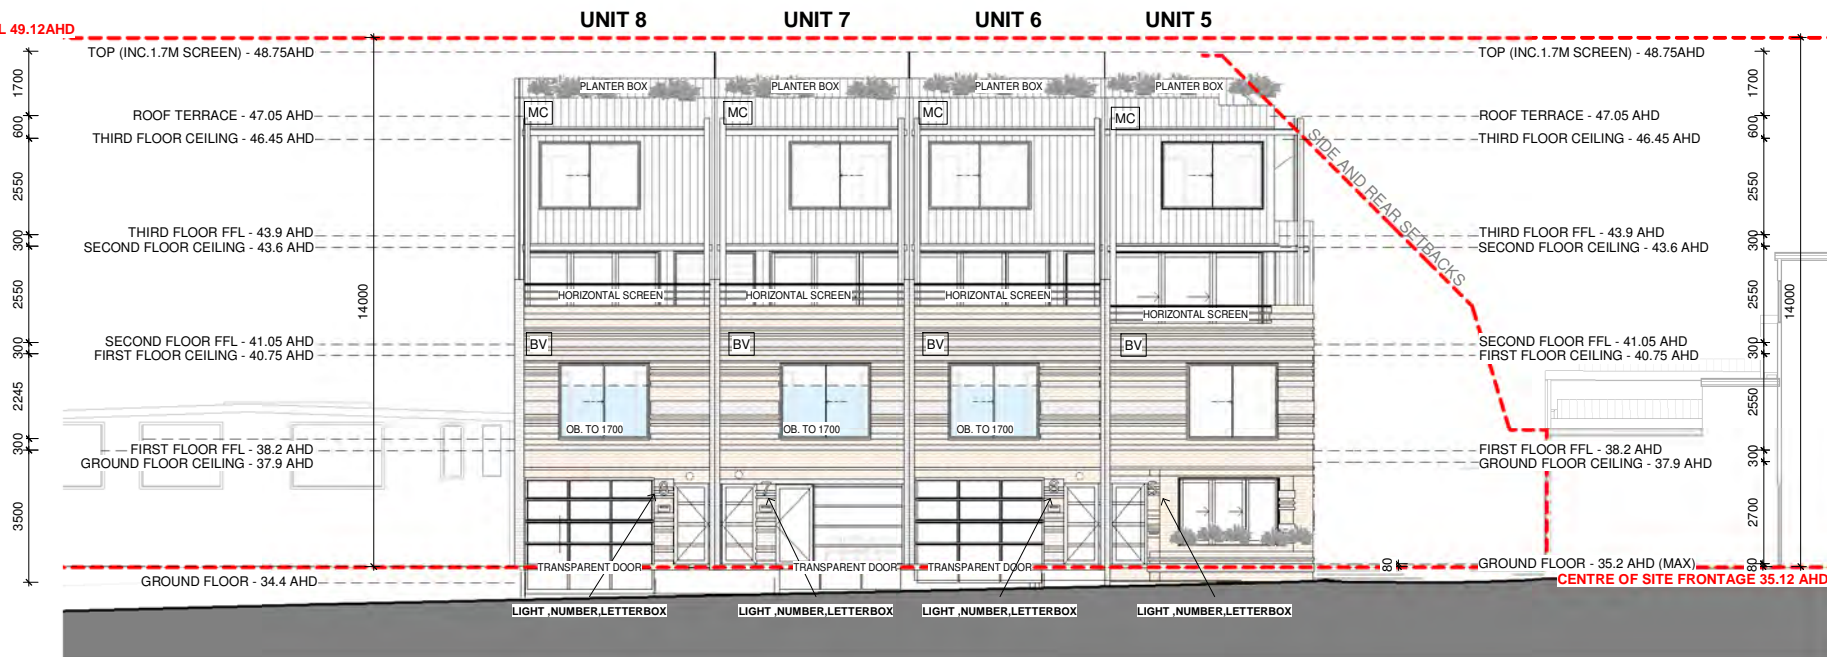 UNIT 8 UNIT 7 UNIT 6 UNIT 5
L 49.12AHD
TOP (INC.1.7M SCREEN) - 48.75AHD
TOP (INC.1.7M SCREEN) - 48.75AHD
PLANTER BOX PLANTER BOX PLANTER BOX PLANTER BOX
MC MC MC MC
ROOF TERRACE - 47.05 AHD
ROOF TERRACE - 47.05 AHD
THIRD FLOOR CEILING - 46.45 AHD
THIRD FLOOR CEILING - 46.45 AHD
SIDE AND REAR SETBACKS
THIRD FLOOR FFL - 43.9 AHD
THIRD FLOOR FFL - 43.9 AHD
SECOND FLOOR CEILING - 43.6 AHD
SECOND FLOOR CEILING - 43.6 AHD
HORIZONTAL SCREEN HORIZONTAL SCREEN HORIZONTAL SCREEN
HORIZONTAL SCREEN
BV BV BV BV
SECOND FLOOR FFL - 41.05 AHD
SECOND FLOOR FFL - 41.05 AHD
FIRST FLOOR CEILING - 40.75 AHD
FIRST FLOOR CEILING - 40.75 AHD
OB. TO 1700 OB. TO 1700 OB. TO 1700
FIRST FLOOR FFL - 38.2 AHD
FIRST FLOOR FFL - 38.2 AHD
GROUND FLOOR CEILING - 37.9 AHD
GROUND FLOOR CEILING - 37.9 AHD
TRANSPARENT DOOR TRANSPARENT DOOR TRANSPARENT DOOR
GROUND FLOOR - 35.2 AHD (MAX)
GROUND FLOOR - 34.4 AHD
CENTRE OF SITE FRONTAGE 35.12 AHD
LIGHT ,NUMBER,LETTERBOX LIGHT ,NUMBER,LETTERBOX LIGHT ,NUMBER,LETTERBOX LIGHT ,NUMBER,LETTERBOX
1700
600
2550
300
2550
300
2245
300
3500
14000
1700
600
2550
300
2550
300
2550
300
2700
80
80
14000